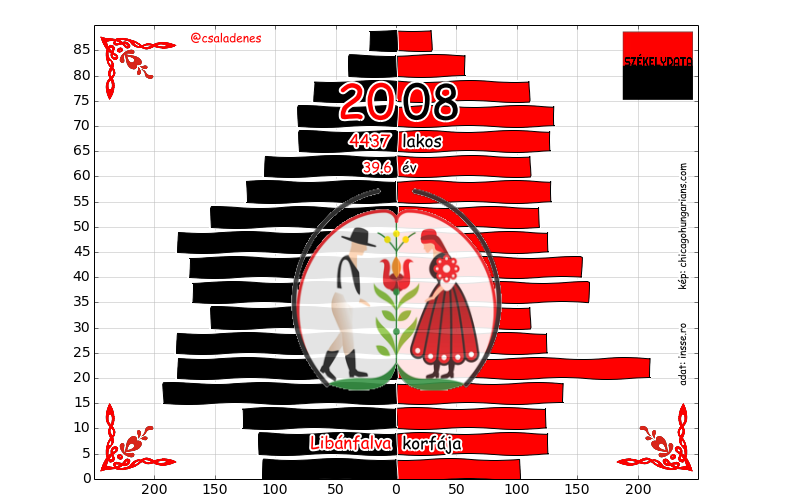 @csaladenes
SZÉKELYDATA
2008
4437 lakos
39.6 év
kép: chicagohungarians.com
adat: insse.ro
Libánfalva korfája
85
80
75
70
65
60
55
50
45
40
35
30
25
20
15
10
5
0
200 150 100 50 0 50 100 150 200